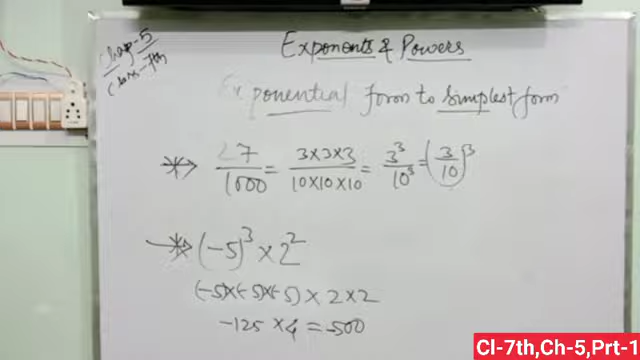 Chap-5
Class-7th
Exponents & Powers
Exponential form to simplest form
27/1000 = 3×3×3/10×10×10 = 3³/10³ = (3/10)³
(-5)³ × 2²
(-5)×(-5)×(-5) × 2×2
-125 × 4 = -500
Cl-7th,Ch-5,Prt-1